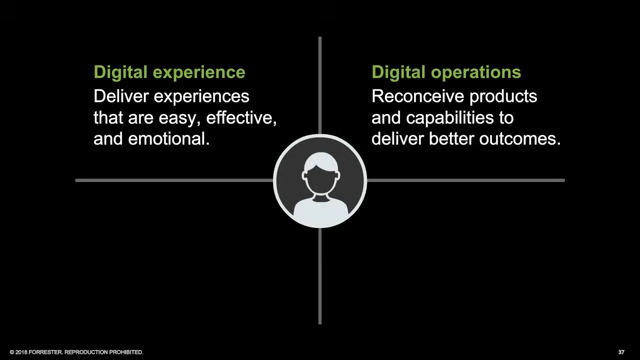 Digital experience
Deliver experiences
that are easy, effective,
and emotional.
Digital operations
Reconceive products
and capabilities to
deliver better outcomes.
© 2018 FORRESTER. REPRODUCTION PROHIBITED.
37